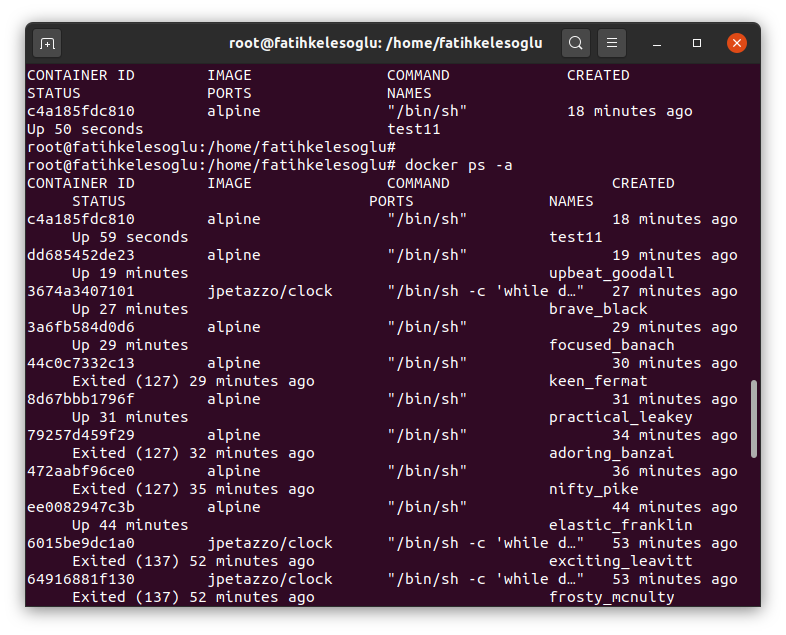 root@fatihkelesoglu: /home/fatihkelesoglu
CONTAINER ID        IMAGE               COMMAND             CREATED
STATUS              PORTS               NAMES
c4a185fdc810        alpine              "/bin/sh"           18 minutes ago
Up 50 seconds                           test11
root@fatihkelesoglu:/home/fatihkelesoglu#
root@fatihkelesoglu:/home/fatihkelesoglu# docker ps -a
CONTAINER ID        IMAGE               COMMAND                  CREATED
     STATUS                           PORTS               NAMES
c4a185fdc810        alpine              "/bin/sh"                18 minutes ago
     Up 59 seconds                                        test11
dd685452de23        alpine              "/bin/sh"                19 minutes ago
     Up 19 minutes                                        upbeat_goodall
3674a3407101        jpetazzo/clock      "/bin/sh -c 'while d…"   27 minutes ago
     Up 27 minutes                                        brave_black
3a6fb584d0d6        alpine              "/bin/sh"                29 minutes ago
     Up 29 minutes                                        focused_banach
44c0c7332c13        alpine              "/bin/sh"                30 minutes ago
     Exited (127) 29 minutes ago                          keen_fermat
8d67bbb1796f        alpine              "/bin/sh"                31 minutes ago
     Up 31 minutes                                        practical_leakey
79257d459f29        alpine              "/bin/sh"                34 minutes ago
     Exited (127) 32 minutes ago                          adoring_banzai
472aabf96ce0        alpine              "/bin/sh"                36 minutes ago
     Exited (127) 35 minutes ago                          nifty_pike
ee0082947c3b        alpine              "/bin/sh"                44 minutes ago
     Up 44 minutes                                        elastic_franklin
6015be9dc1a0        jpetazzo/clock      "/bin/sh -c 'while d…"   53 minutes ago
     Exited (137) 52 minutes ago                          exciting_leavitt
64916881f130        jpetazzo/clock      "/bin/sh -c 'while d…"   53 minutes ago
     Exited (137) 52 minutes ago                          frosty_mcnulty